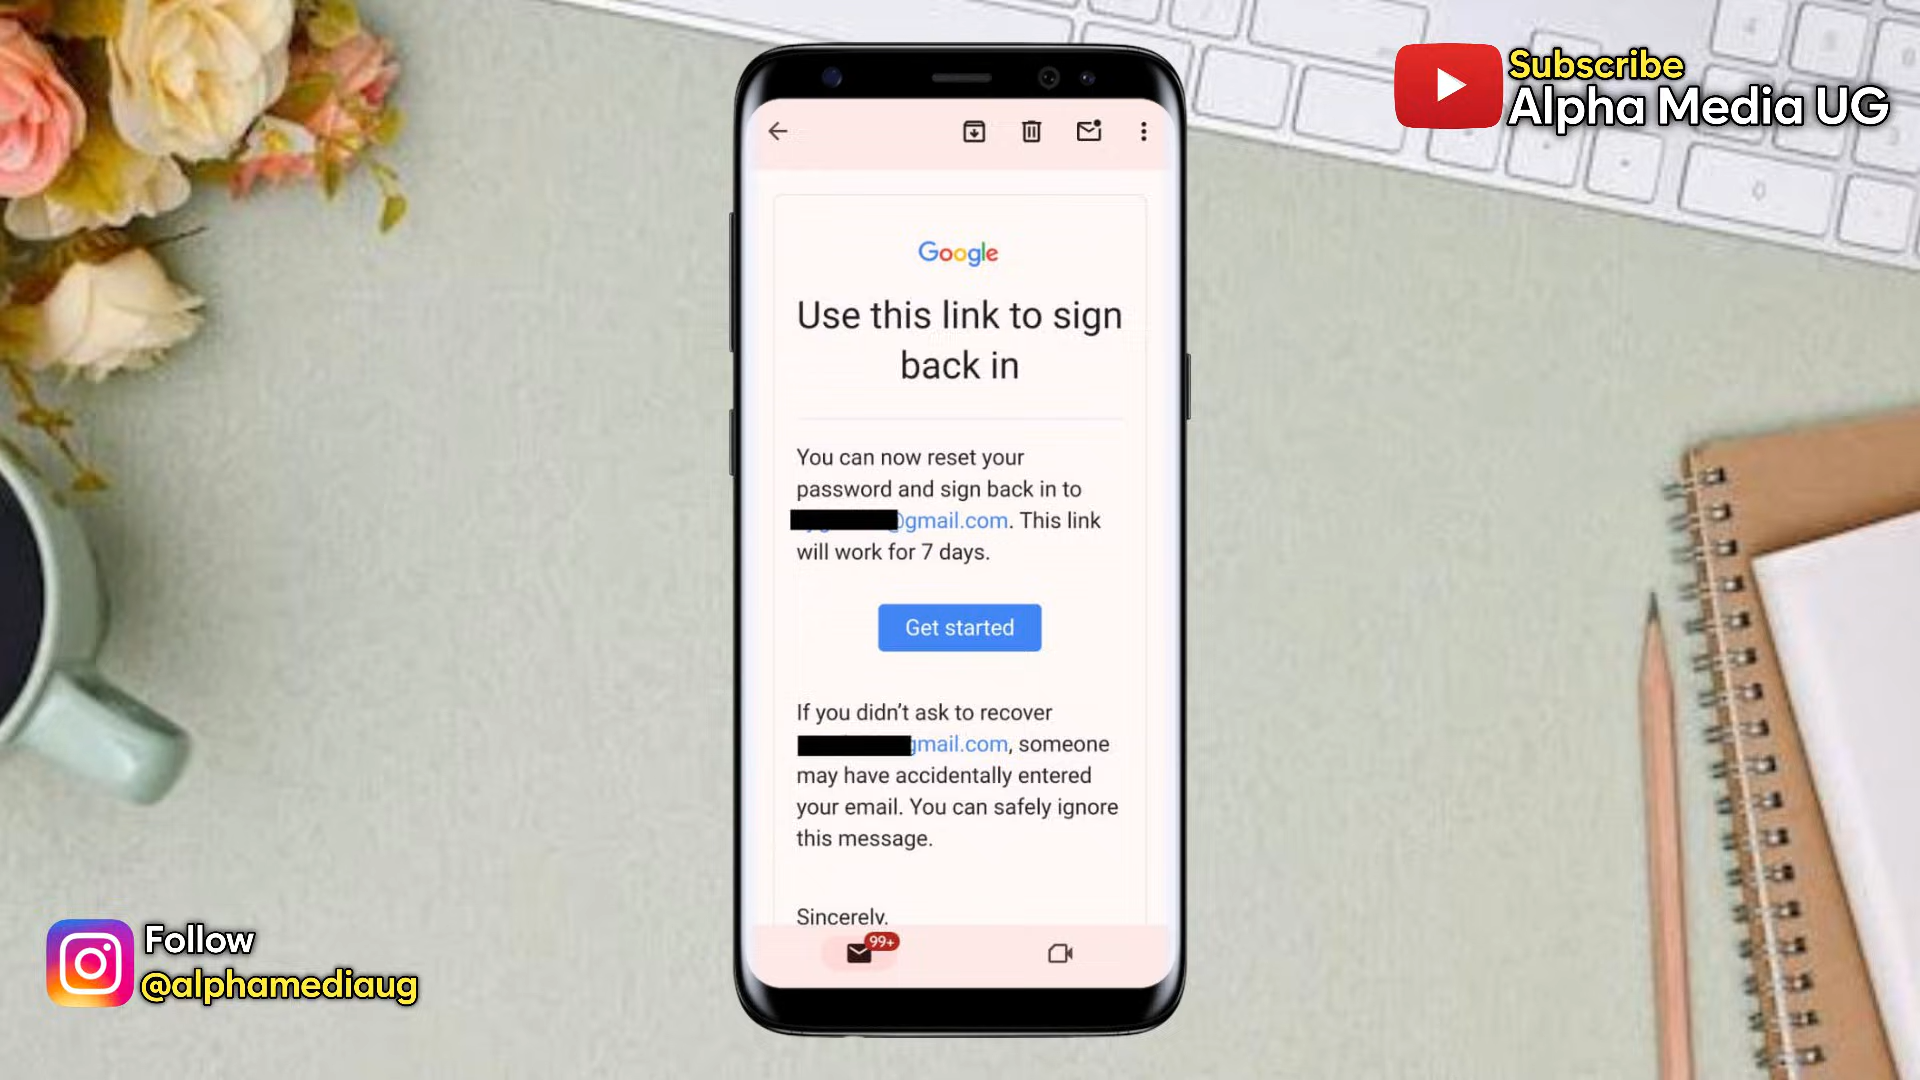 Subscribe
Alpha Media UG
Google
Use this link to sign
back in
You can now reset your
password and sign back in to
@gmail.com. This link
will work for 7 days.
Get started
If you didn't ask to recover
gmail.com, someone
may have accidentally entered
your email. You can safely ignore
this message.
Sincerely,
99+
Follow
@alphamediaug